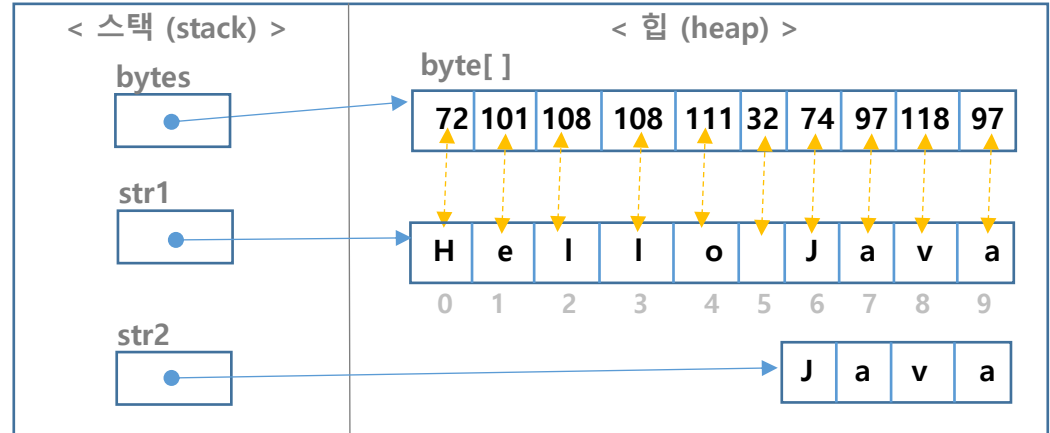 < 스택 (stack) >
< 힙 (heap) >
bytes
byte[ ]
72 101 108 108 111 32 74 97 118 97
str1
H e l l o J a v a
0 1 2 3 4 5 6 7 8 9
str2
J a v a